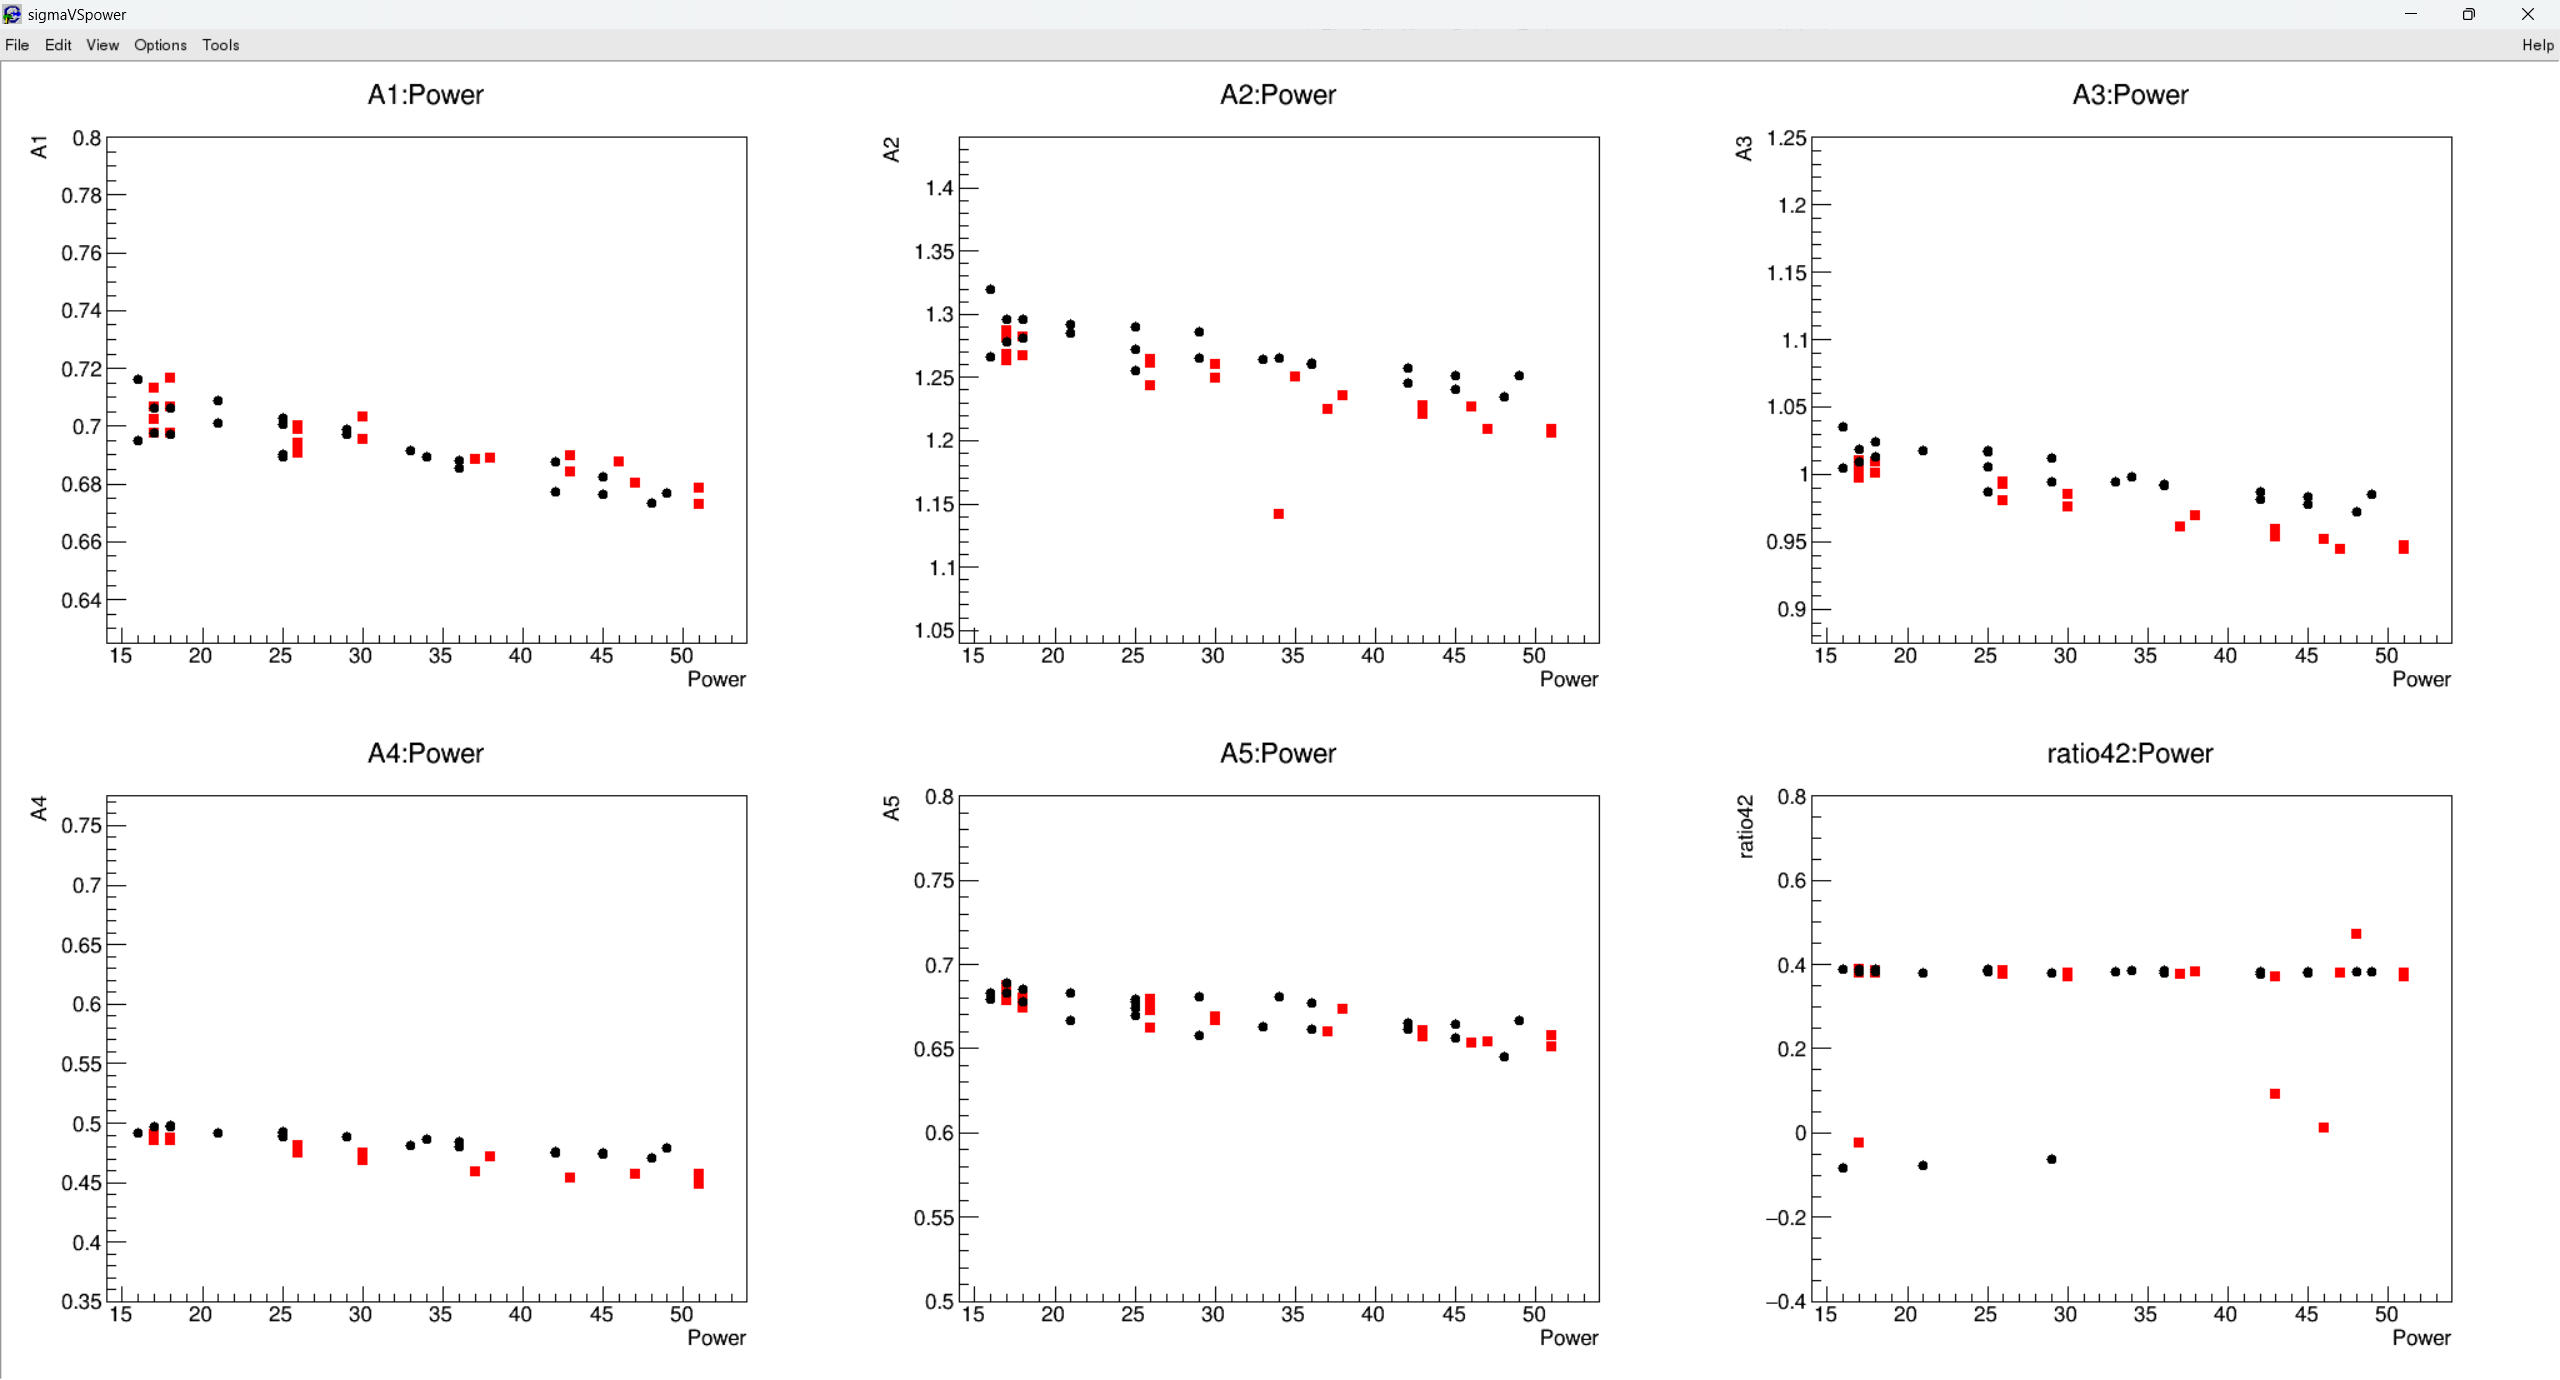 sigmaVSpower
File Edit View Options Tools Help
A1:Power
A1
0.8
0.78
0.76
0.74
0.72
0.7
0.68
0.66
0.64
15 20 25 30 35 40 45 50
Power
A2:Power
A2
1.4
1.35
1.3
1.25
1.2
1.15
1.1
1.05
15 20 25 30 35 40 45 50
Power
A3:Power
A3
1.25
1.2
1.15
1.1
1.05
1
0.95
0.9
15 20 25 30 35 40 45 50
Power
A4:Power
A4
0.75
0.7
0.65
0.6
0.55
0.5
0.45
0.4
0.35
15 20 25 30 35 40 45 50
Power
A5:Power
A5
0.8
0.75
0.7
0.65
0.6
0.55
0.5
15 20 25 30 35 40 45 50
Power
ratio42:Power
ratio42
0.8
0.6
0.4
0.2
0
−0.2
−0.4
15 20 25 30 35 40 45 50
Power